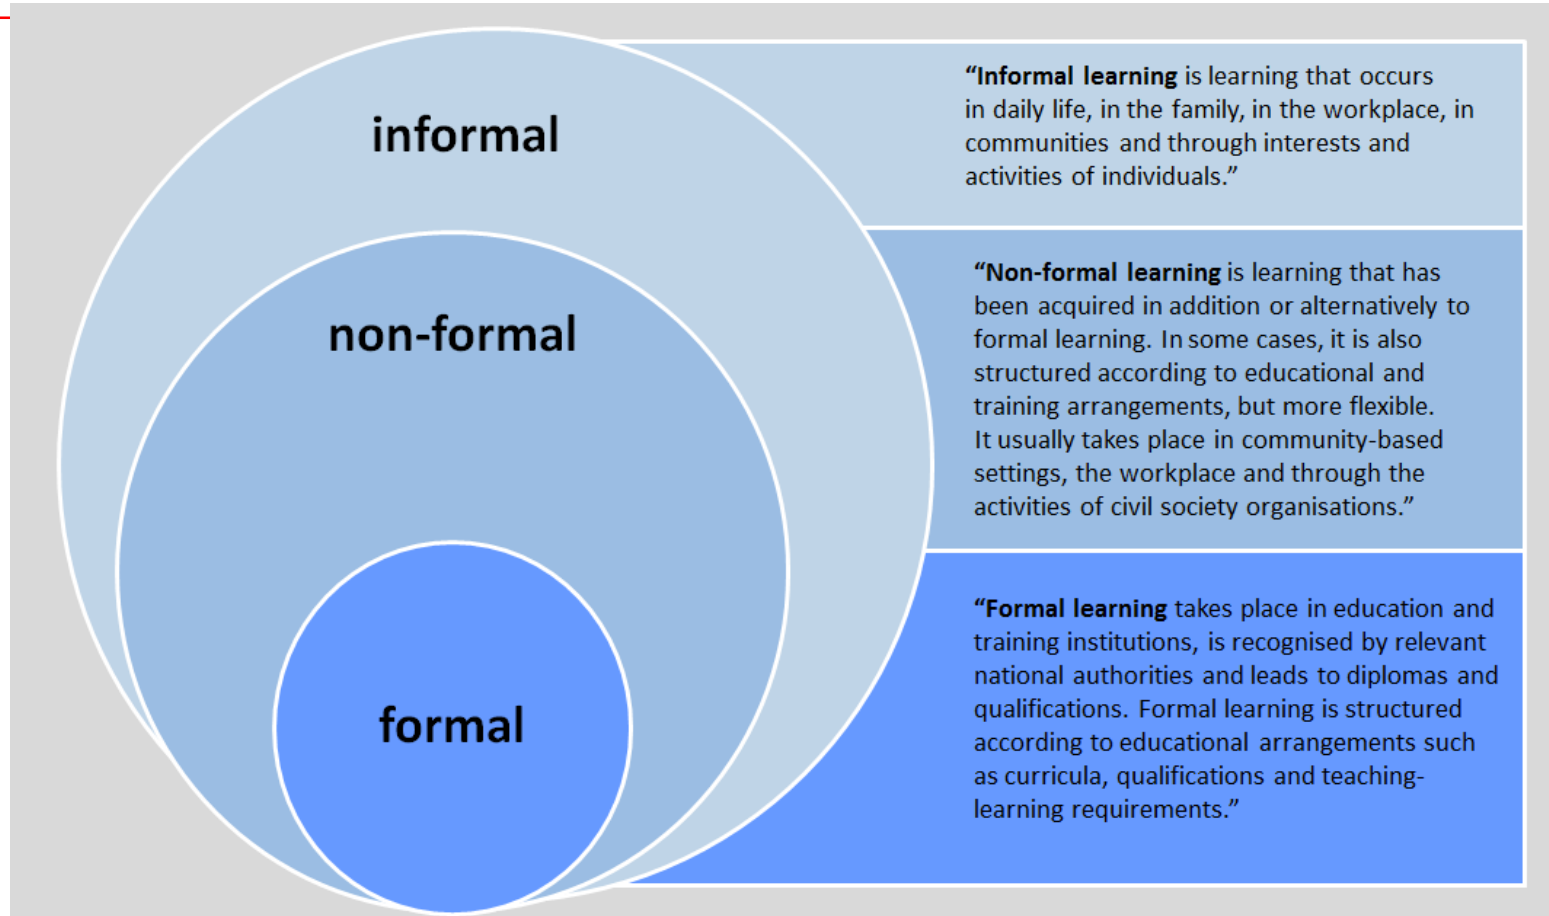 informal
non-formal
formal
“Informal learning is learning that occurs
in daily life, in the family, in the workplace, in
communities and through interests and
activities of individuals.”
“Non-formal learning is learning that has
been acquired in addition or alternatively to
formal learning. In some cases, it is also
structured according to educational and
training arrangements, but more flexible.
It usually takes place in community-based
settings, the workplace and through the
activities of civil society organisations.”
“Formal learning takes place in education and
training institutions, is recognised by relevant
national authorities and leads to diplomas and
qualifications. Formal learning is structured
according to educational arrangements such
as curricula, qualifications and teaching-
learning requirements.”